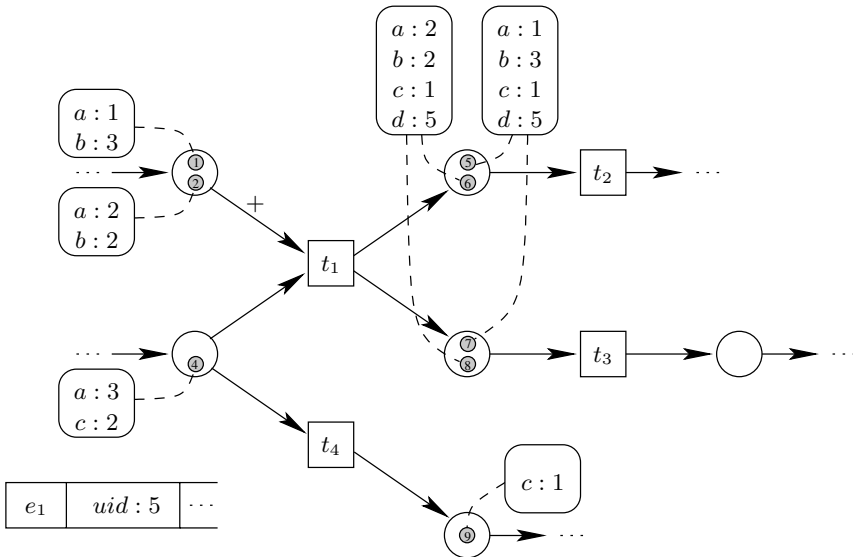 a : 2
b : 2
c : 1
d : 5
a : 1
b : 3
c : 1
d : 5
a : 1
b : 3
1
2
5
6
t2
...
...
a : 2
b : 2
+
t1
...
4
7
8
t3
...
a : 3
c : 2
t4
c : 1
e1 uid : 5 ...
9
...